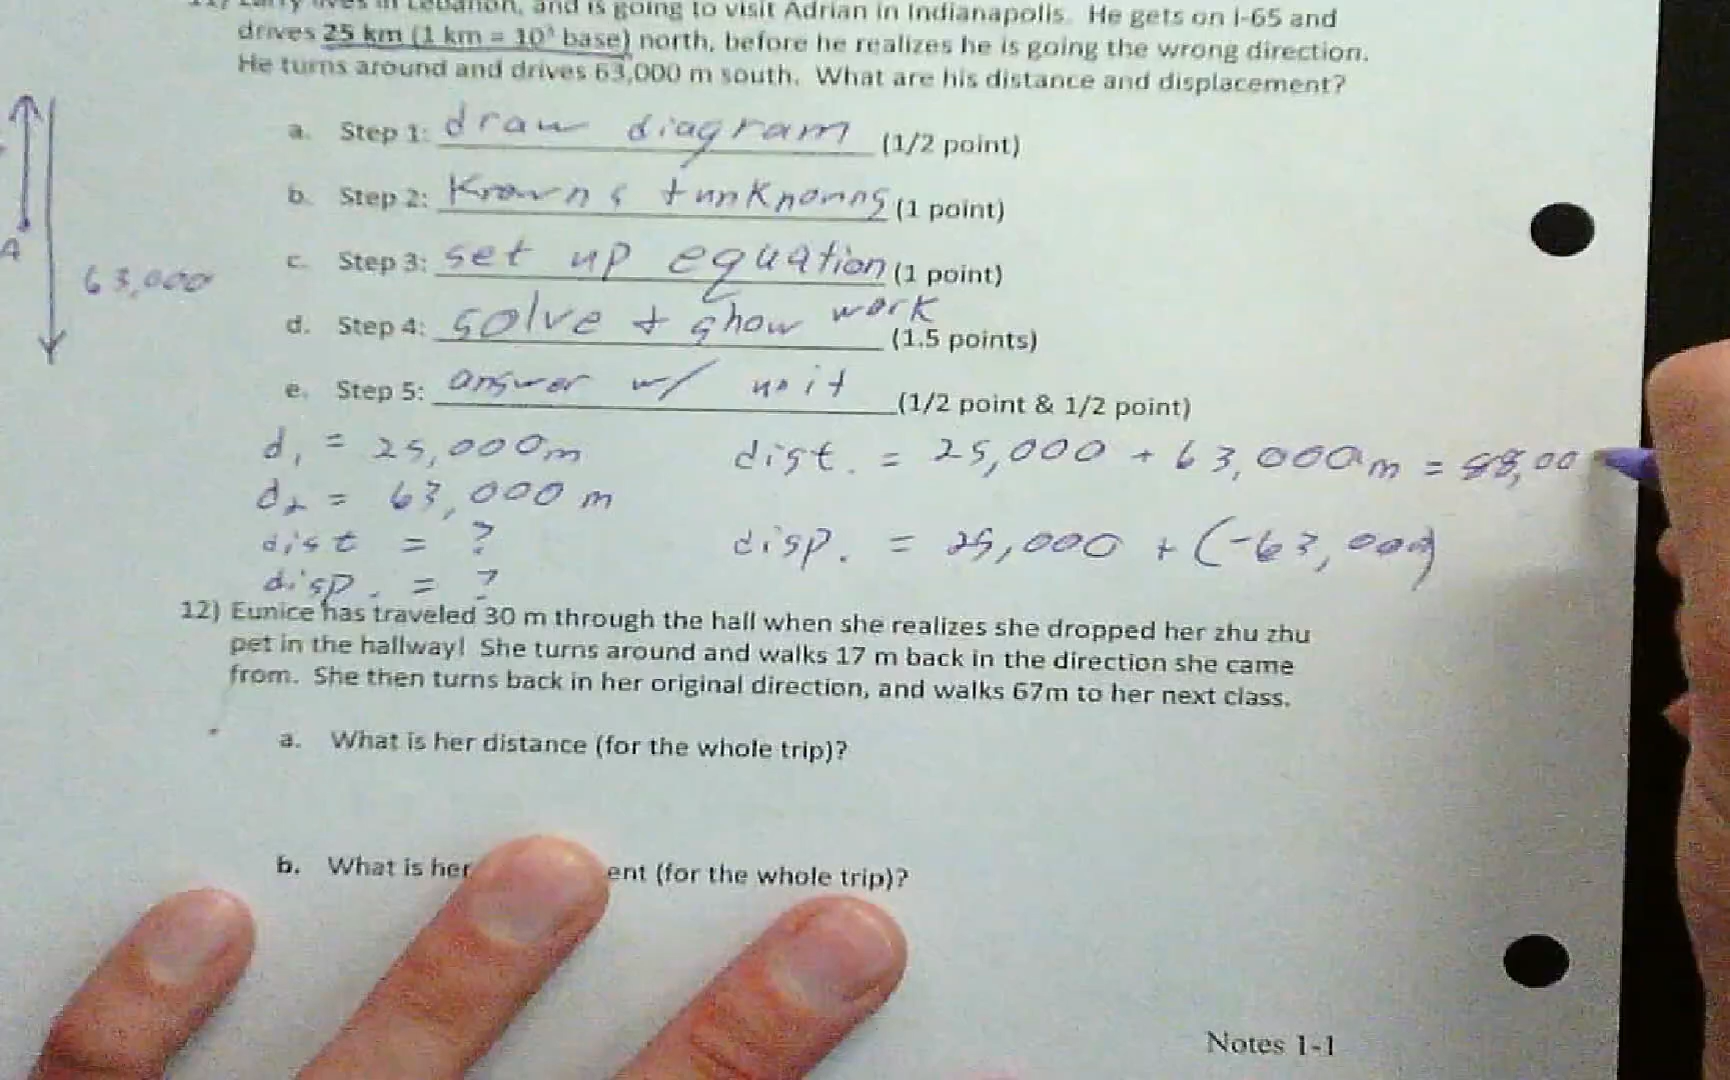 11) Larry lives in Lebanon, and is going to visit Adrian in Indianapolis. He gets on I-65 and
drives 25 km (1 km = 10³ base) north, before he realizes he is going the wrong direction.
He turns around and drives 63,000 m south. What are his distance and displacement?
a. Step 1: draw diagram (1/2 point)
b. Step 2: Knowns + unKnowns (1 point)
A
c. Step 3: set up equation (1 point)
63,000
d. Step 4: solve + show work (1.5 points)
e. Step 5: answer w/ unit (1/2 point & 1/2 point)
d₁ = 25,000m dist. = 25,000 + 63,000m = 88,00
d₂ = 63,000 m
dist = ? disp. = 25,000 + (-63,000)
disp. = ?
12) Eunice has traveled 30 m through the hall when she realizes she dropped her zhu zhu
pet in the hallway! She turns around and walks 17 m back in the direction she came
from. She then turns back in her original direction, and walks 67m to her next class.
a. What is her distance (for the whole trip)?
b. What is her ent (for the whole trip)?
Notes 1-1